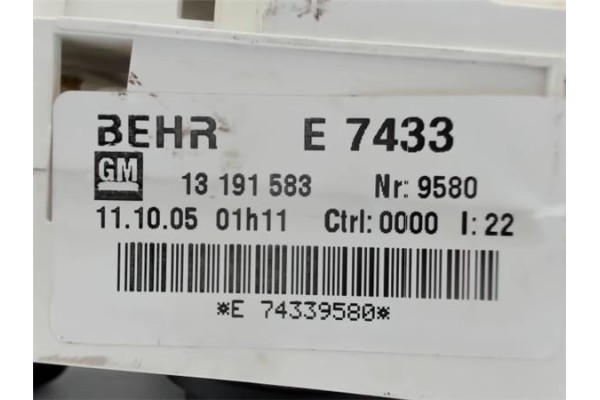 BEHR E 7433
GM 13 191 583 Nr: 9580
11.10.05 01h11 Ctrl: 0000 I: 22
*E 74339580*